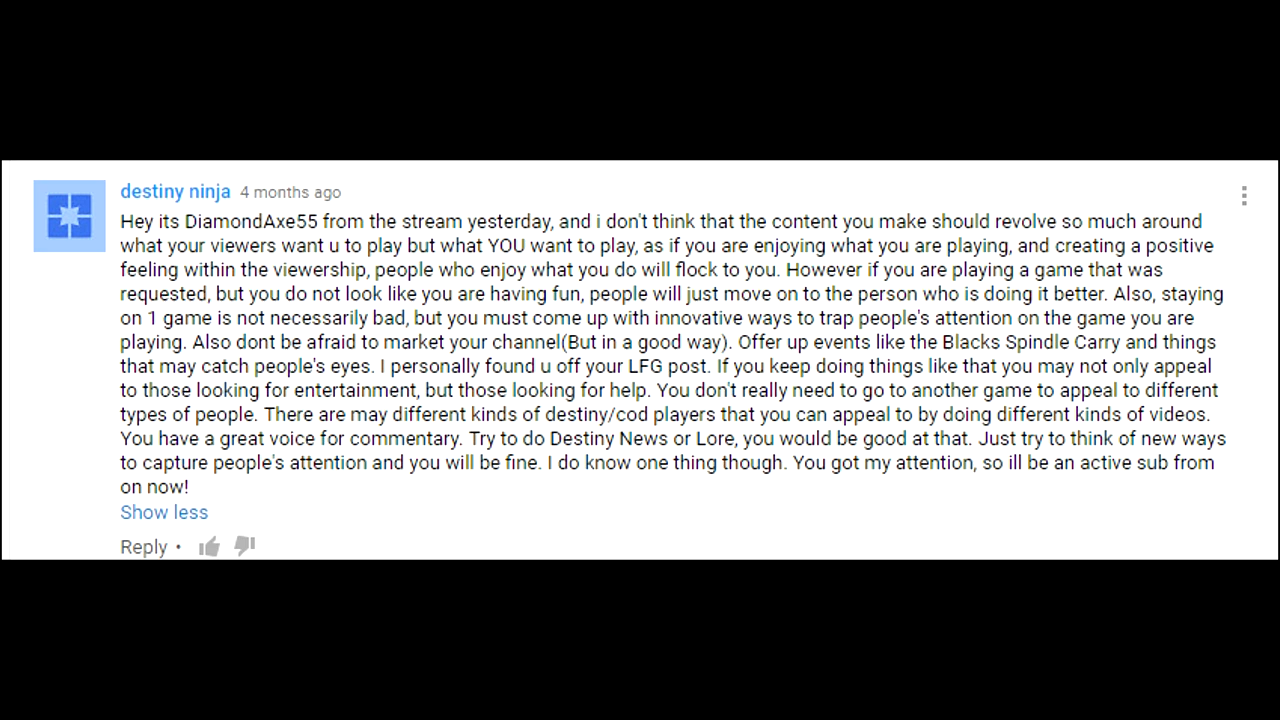 destiny ninja 4 months ago
Hey its DiamondAxe55 from the stream yesterday, and i don't think that the content you make should revolve so much around
what your viewers want u to play but what YOU want to play, as if you are enjoying what you are playing, and creating a positive
feeling within the viewership, people who enjoy what you do will flock to you. However if you are playing a game that was
requested, but you do not look like you are having fun, people will just move on to the person who is doing it better. Also, staying
on 1 game is not necessarily bad, but you must come up with innovative ways to trap people's attention on the game you are
playing. Also dont be afraid to market your channel(But in a good way). Offer up events like the Blacks Spindle Carry and things
that may catch people's eyes. I personally found u off your LFG post. If you keep doing things like that you may not only appeal
to those looking for entertainment, but those looking for help. You don't really need to go to another game to appeal to different
types of people. There are may different kinds of destiny/cod players that you can appeal to by doing different kinds of videos.
You have a great voice for commentary. Try to do Destiny News or Lore, you would be good at that. Just try to think of new ways
to capture people's attention and you will be fine. I do know one thing though. You got my attention, so ill be an active sub from
on now!
Show less
Reply •